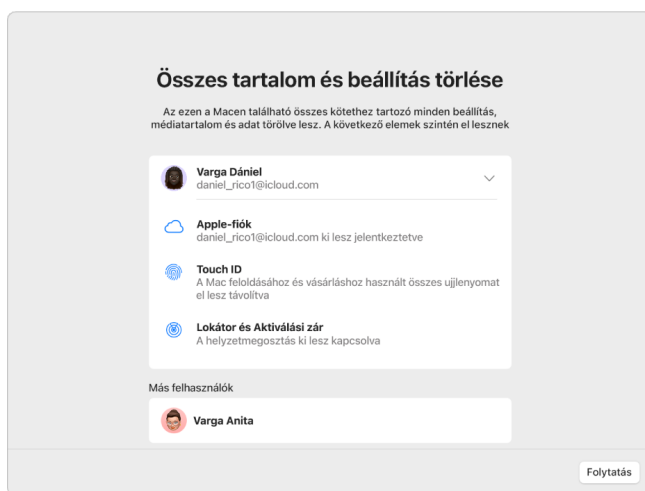 Összes tartalom és beállítás törlése
Az ezen a Macen található összes kötethez tartozó minden beállítás,
médiatartalom és adat törölve lesz. A következő elemek szintén el lesznek
Varga Dániel
daniel_rico1@icloud.com
Apple-fiók
daniel_rico1@icloud.com ki lesz jelentkeztetve
Touch ID
A Mac feloldásához és vásárláshoz használt összes ujjlenyomat
el lesz távolítva
Lokátor és Aktiválási zár
A helyzetmegosztás ki lesz kapcsolva
Más felhasználók
Varga Anita
Folytatás